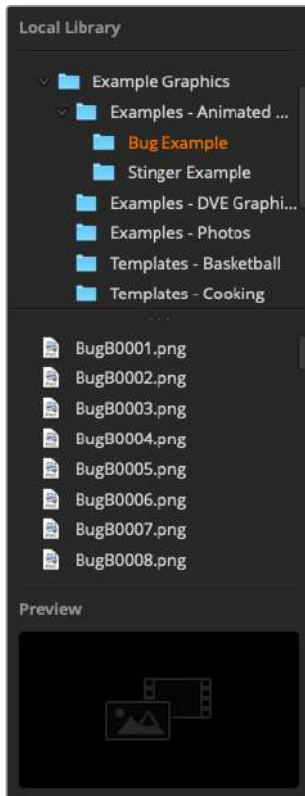 Local Library
Example Graphics
Examples - Animated ...
Bug Example
Stinger Example
Examples - DVE Graphi...
Examples - Photos
Templates - Basketball
Templates - Cooking
BugB0001.png
BugB0002.png
BugB0003.png
BugB0004.png
BugB0005.png
BugB0006.png
BugB0007.png
BugB0008.png
Preview